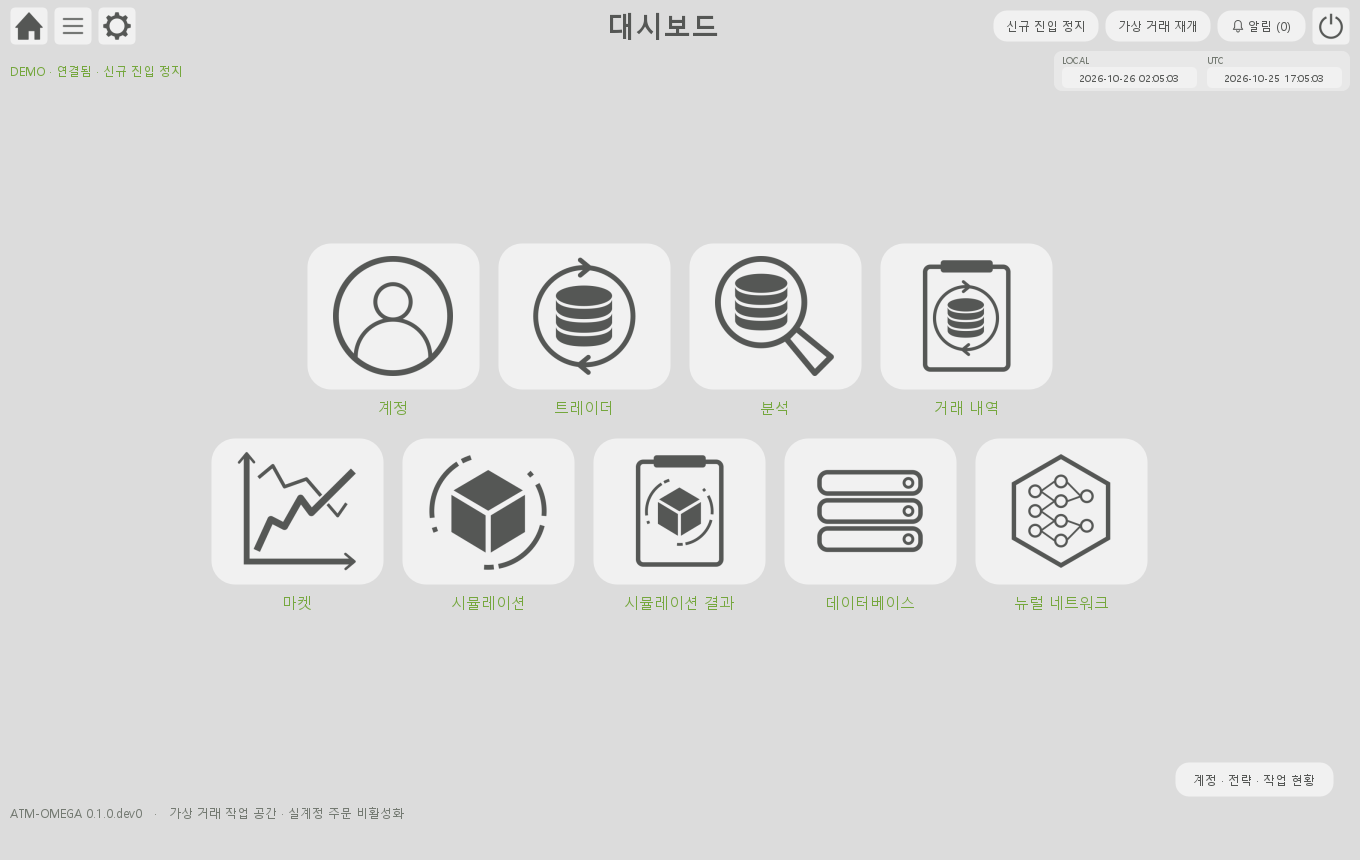 대시보드
신규 진입 정지
가상 거래 재개
알림 (0)
DEMO · 연결됨 · 신규 진입 정지
LOCAL
2026-10-26 02:05:03
UTC
2026-10-25 17:05:03
계정
트레이더
분석
거래 내역
마켓
시뮬레이션
시뮬레이션 결과
데이터베이스
뉴럴 네트워크
계정 · 전략 · 작업 현황
ATM-OMEGA 0.1.0.dev0 · 가상 거래 작업 공간 · 실계정 주문 비활성화